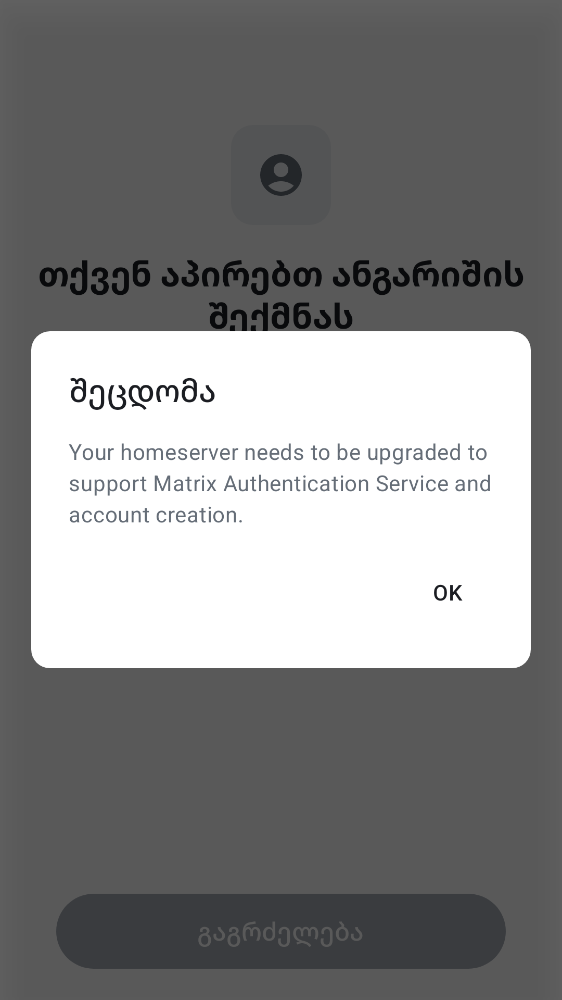 თქვენ აპირებთ ანგარიშის
შექმნას
შეცდომა
Your homeserver needs to be upgraded to
support Matrix Authentication Service and
account creation.
OK
გაგრძელება